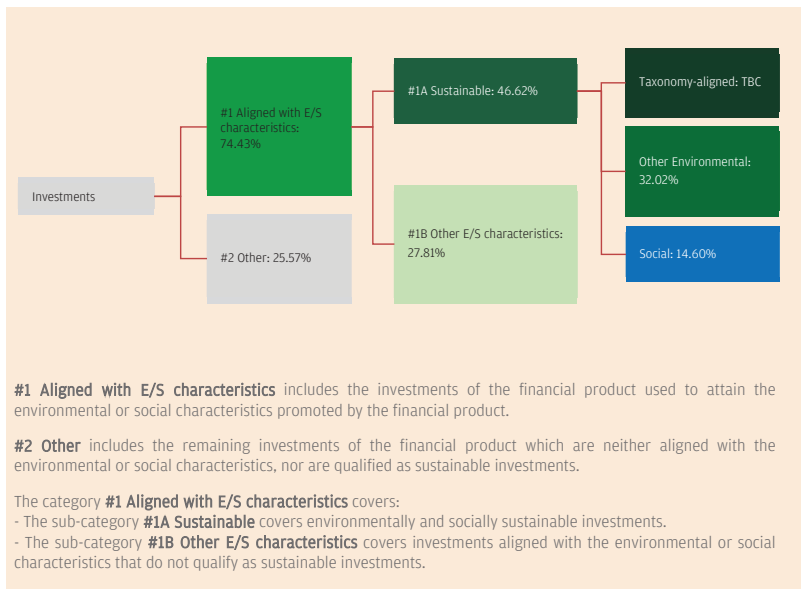 Investments
#1 Aligned with E/S
characteristics:
74.43%
#2 Other: 25.57%
#1A Sustainable: 46.62%
#1B Other E/S characteristics:
27.81%
Taxonomy-aligned: TBC
Other Environmental:
32.02%
Social: 14.60%
#1 Aligned with E/S characteristics includes the investments of the financial product used to attain the
environmental or social characteristics promoted by the financial product.
#2 Other includes the remaining investments of the financial product which are neither aligned with the
environmental or social characteristics, nor are qualified as sustainable investments.
The category #1 Aligned with E/S characteristics covers:
- The sub-category #1A Sustainable covers environmentally and socially sustainable investments.
- The sub-category #1B Other E/S characteristics covers investments aligned with the environmental or social
characteristics that do not qualify as sustainable investments.